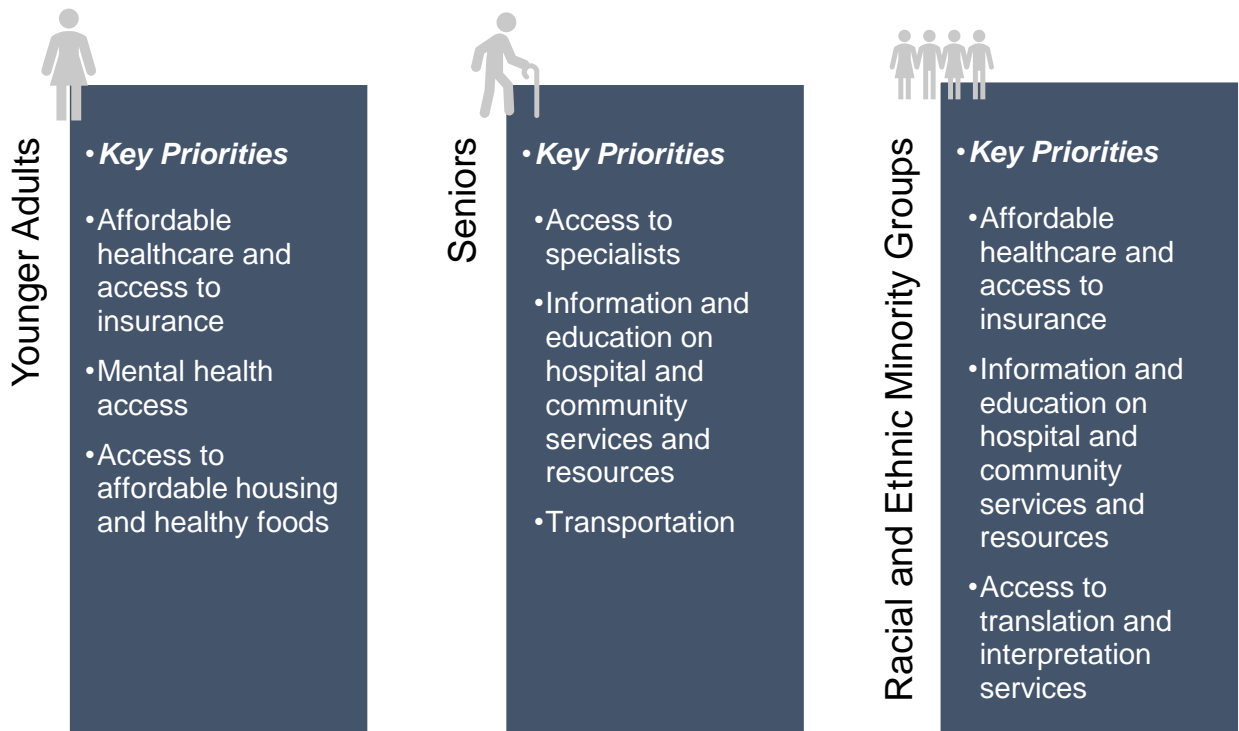 Younger Adults
•Key Priorities
•Affordable
healthcare and
access to
insurance
•Mental health
access
•Access to
affordable housing
and healthy foods
Seniors
•Key Priorities
•Access to
specialists
•Information and
education on
hospital and
community
services and
resources
•Transportation
Racial and Ethnic Minority Groups
•Key Priorities
•Affordable
healthcare and
access to
insurance
•Information and
education on
hospital and
community
services and
resources
•Access to
translation and
interpretation
services